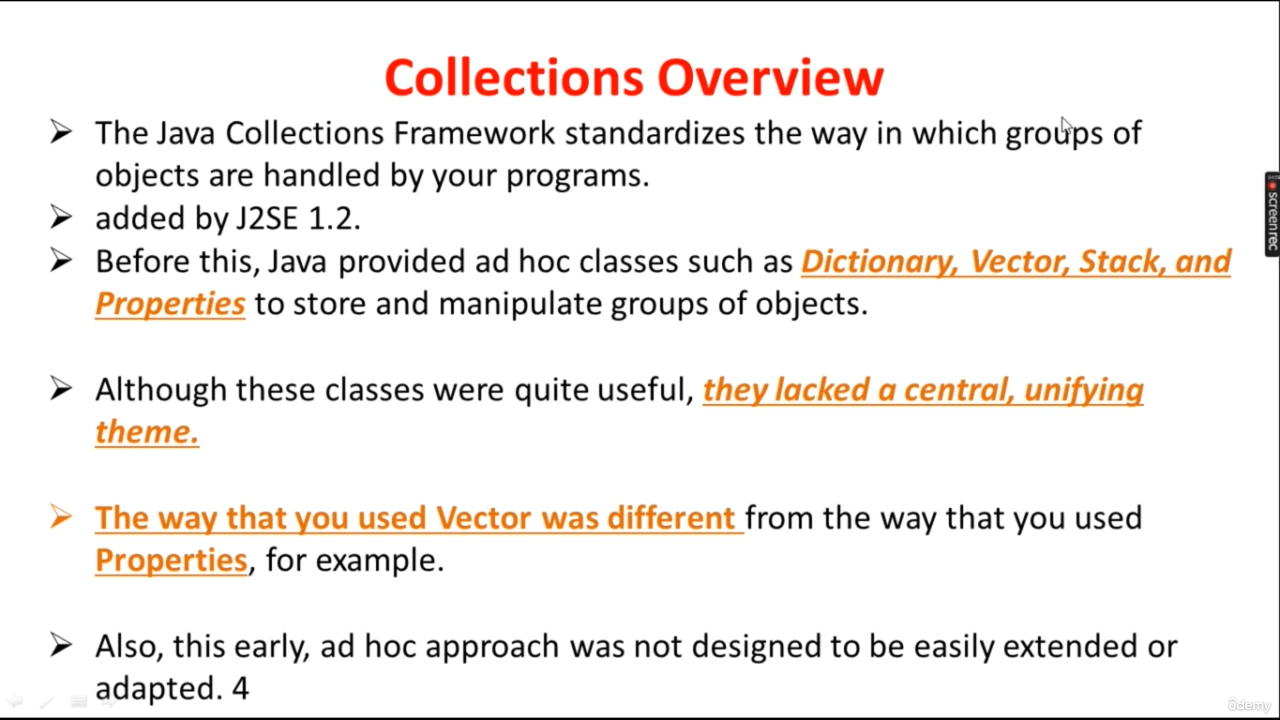 Collections Overview
➢ The Java Collections Framework standardizes the way in which groups of
objects are handled by your programs.
➢ added by J2SE 1.2.
➢ Before this, Java provided ad hoc classes such as Dictionary, Vector, Stack, and
Properties to store and manipulate groups of objects.
➢ Although these classes were quite useful, they lacked a central, unifying
theme.
➢ The way that you used Vector was different from the way that you used
Properties, for example.
➢ Also, this early, ad hoc approach was not designed to be easily extended or
adapted. 4
screenrec
ûdemy